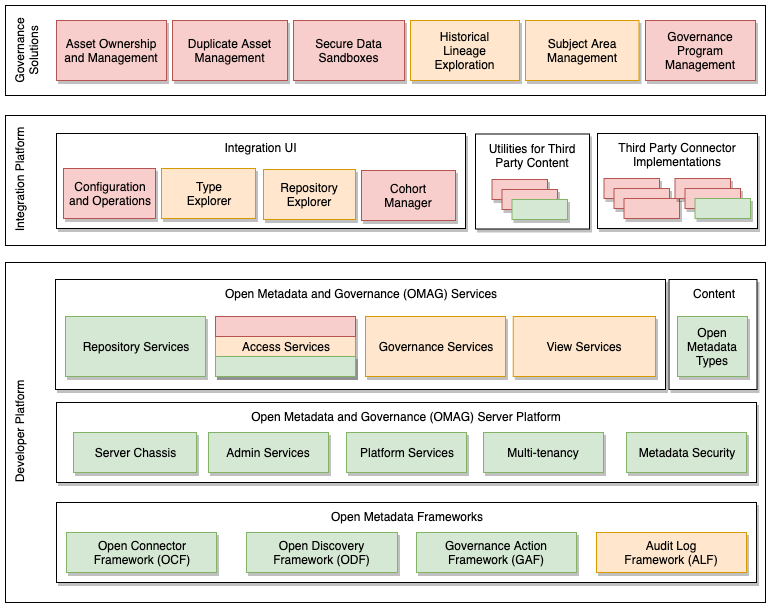 Governance
Solutions
Asset Ownership
and Management
Duplicate Asset
Management
Secure Data
Sandboxes
Historical
Lineage
Exploration
Subject Area
Management
Governance
Program
Management
Integration Platform
Integration UI
Configuration
and Operations
Type
Explorer
Repository
Explorer
Cohort
Manager
Utilities for Third
Party Content
Third Party Connector
Implementations
Developer Platform
Open Metadata and Governance (OMAG) Services
Repository Services
Access Services
Governance Services
View Services
Content
Open
Metadata
Types
Open Metadata and Governance (OMAG) Server Platform
Server Chassis
Admin Services
Platform Services
Multi-tenancy
Metadata Security
Open Metadata Frameworks
Open Connector
Framework (OCF)
Open Discovery
Framework (ODF)
Governance Action
Framework (GAF)
Audit Log
Framework (ALF)